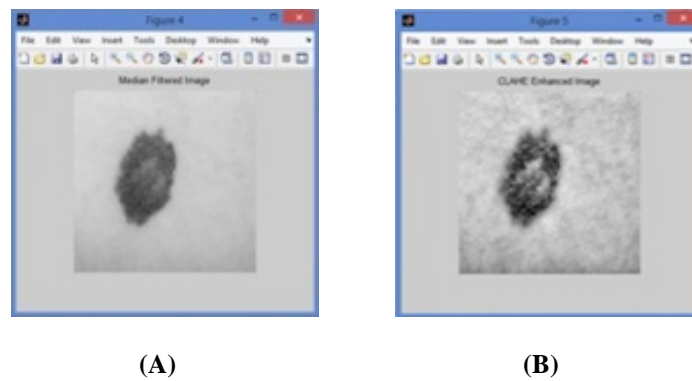 Figure 4
File Edit View Insert Tools Desktop Window Help
Median Filtered Image
(A)
Figure 5
File Edit View Insert Tools Desktop Window Help
CLAHE Enhanced Image
(B)